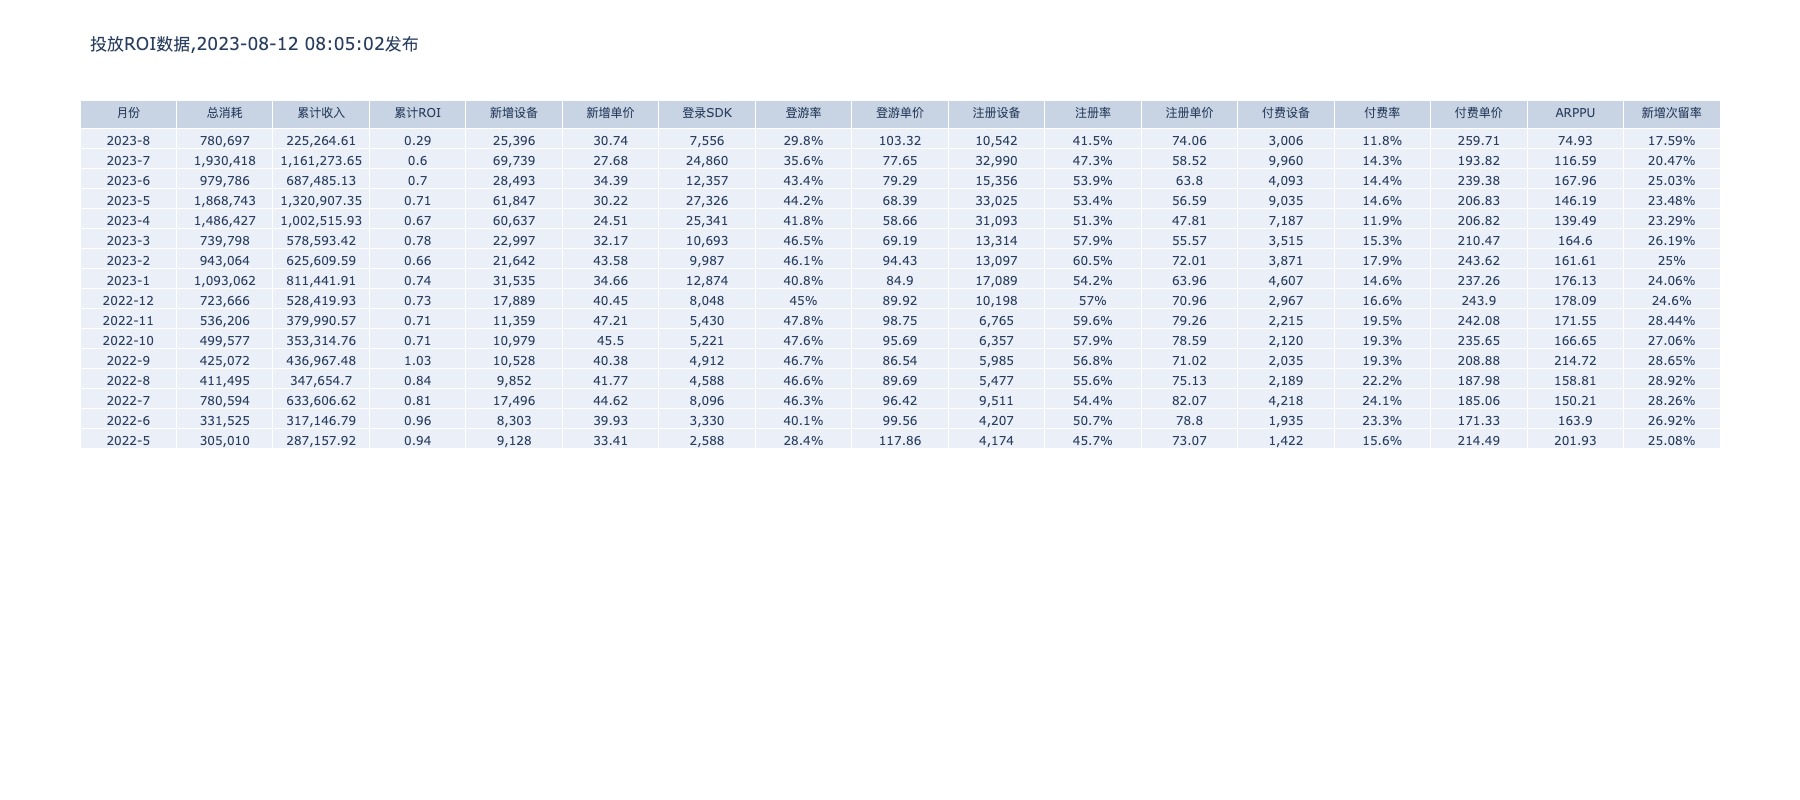 投放ROI数据,2023-08-12 08:05:02发布
月份 总消耗 累计收入 累计ROI 新增设备 新增单价 登录SDK 登游率 登游单价 注册设备 注册率 注册单价 付费设备 付费率 付费单价 ARPPU 新增次留率
2023-8 780,697 225,264.61 0.29 25,396 30.74 7,556 29.8% 103.32 10,542 41.5% 74.06 3,006 11.8% 259.71 74.93 17.59%
2023-7 1,930,418 1,161,273.65 0.6 69,739 27.68 24,860 35.6% 77.65 32,990 47.3% 58.52 9,960 14.3% 193.82 116.59 20.47%
2023-6 979,786 687,485.13 0.7 28,493 34.39 12,357 43.4% 79.29 15,356 53.9% 63.8 4,093 14.4% 239.38 167.96 25.03%
2023-5 1,868,743 1,320,907.35 0.71 61,847 30.22 27,326 44.2% 68.39 33,025 53.4% 56.59 9,035 14.6% 206.83 146.19 23.48%
2023-4 1,486,427 1,002,515.93 0.67 60,637 24.51 25,341 41.8% 58.66 31,093 51.3% 47.81 7,187 11.9% 206.82 139.49 23.29%
2023-3 739,798 578,593.42 0.78 22,997 32.17 10,693 46.5% 69.19 13,314 57.9% 55.57 3,515 15.3% 210.47 164.6 26.19%
2023-2 943,064 625,609.59 0.66 21,642 43.58 9,987 46.1% 94.43 13,097 60.5% 72.01 3,871 17.9% 243.62 161.61 25%
2023-1 1,093,062 811,441.91 0.74 31,535 34.66 12,874 40.8% 84.9 17,089 54.2% 63.96 4,607 14.6% 237.26 176.13 24.06%
2022-12 723,666 528,419.93 0.73 17,889 40.45 8,048 45% 89.92 10,198 57% 70.96 2,967 16.6% 243.9 178.09 24.6%
2022-11 536,206 379,990.57 0.71 11,359 47.21 5,430 47.8% 98.75 6,765 59.6% 79.26 2,215 19.5% 242.08 171.55 28.44%
2022-10 499,577 353,314.76 0.71 10,979 45.5 5,221 47.6% 95.69 6,357 57.9% 78.59 2,120 19.3% 235.65 166.65 27.06%
2022-9 425,072 436,967.48 1.03 10,528 40.38 4,912 46.7% 86.54 5,985 56.8% 71.02 2,035 19.3% 208.88 214.72 28.65%
2022-8 411,495 347,654.7 0.84 9,852 41.77 4,588 46.6% 89.69 5,477 55.6% 75.13 2,189 22.2% 187.98 158.81 28.92%
2022-7 780,594 633,606.62 0.81 17,496 44.62 8,096 46.3% 96.42 9,511 54.4% 82.07 4,218 24.1% 185.06 150.21 28.26%
2022-6 331,525 317,146.79 0.96 8,303 39.93 3,330 40.1% 99.56 4,207 50.7% 78.8 1,935 23.3% 171.33 163.9 26.92%
2022-5 305,010 287,157.92 0.94 9,128 33.41 2,588 28.4% 117.86 4,174 45.7% 73.07 1,422 15.6% 214.49 201.93 25.08%